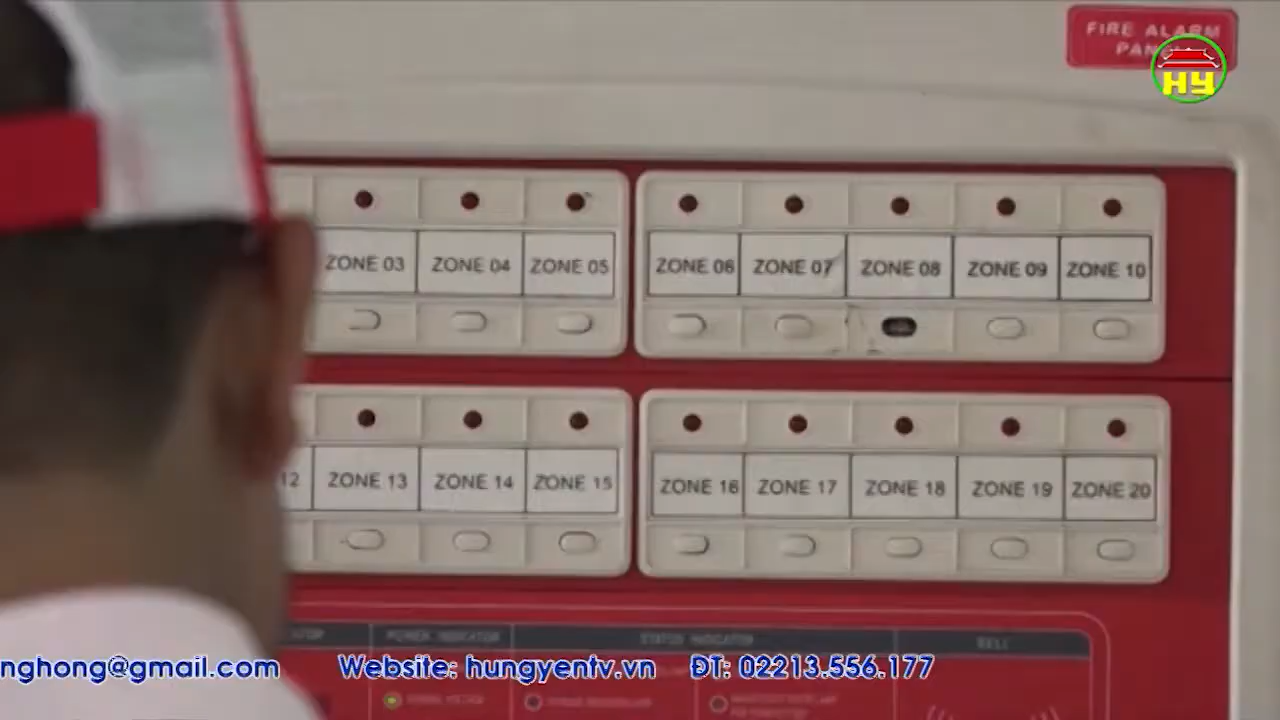 FIRE ALARM
HY
ZONE 03 ZONE 04 ZONE 05 ZONE 06 ZONE 07 ZONE 08 ZONE 09 ZONE 10
12 ZONE 13 ZONE 14 ZONE 15 ZONE 16 ZONE 17 ZONE 18 ZONE 19 ZONE 20
POWER INDICATOR STATUS INDICATOR BELL
nghong@gmail.com Website: hungyentv.vn ĐT: 02213.556.177